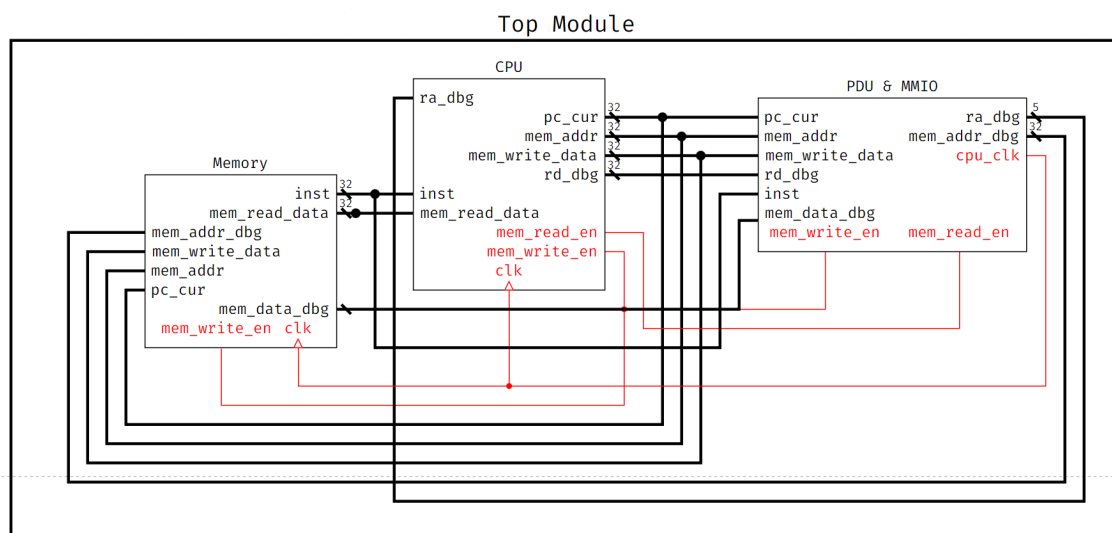 Top Module
CPU
ra_dbg
pc_cur 32
mem_addr 32
mem_write_data 32
rd_dbg 32
inst
mem_read_data
mem_read_en
mem_write_en
clk
PDU & MMIO
pc_cur ra_dbg 5
mem_addr mem_addr_dbg 32
mem_write_data cpu_clk
rd_dbg
inst
mem_data_dbg
mem_write_en mem_read_en
Memory
inst 32
mem_read_data 32
mem_addr_dbg
mem_write_data
mem_addr
pc_cur
mem_data_dbg
mem_write_en clk